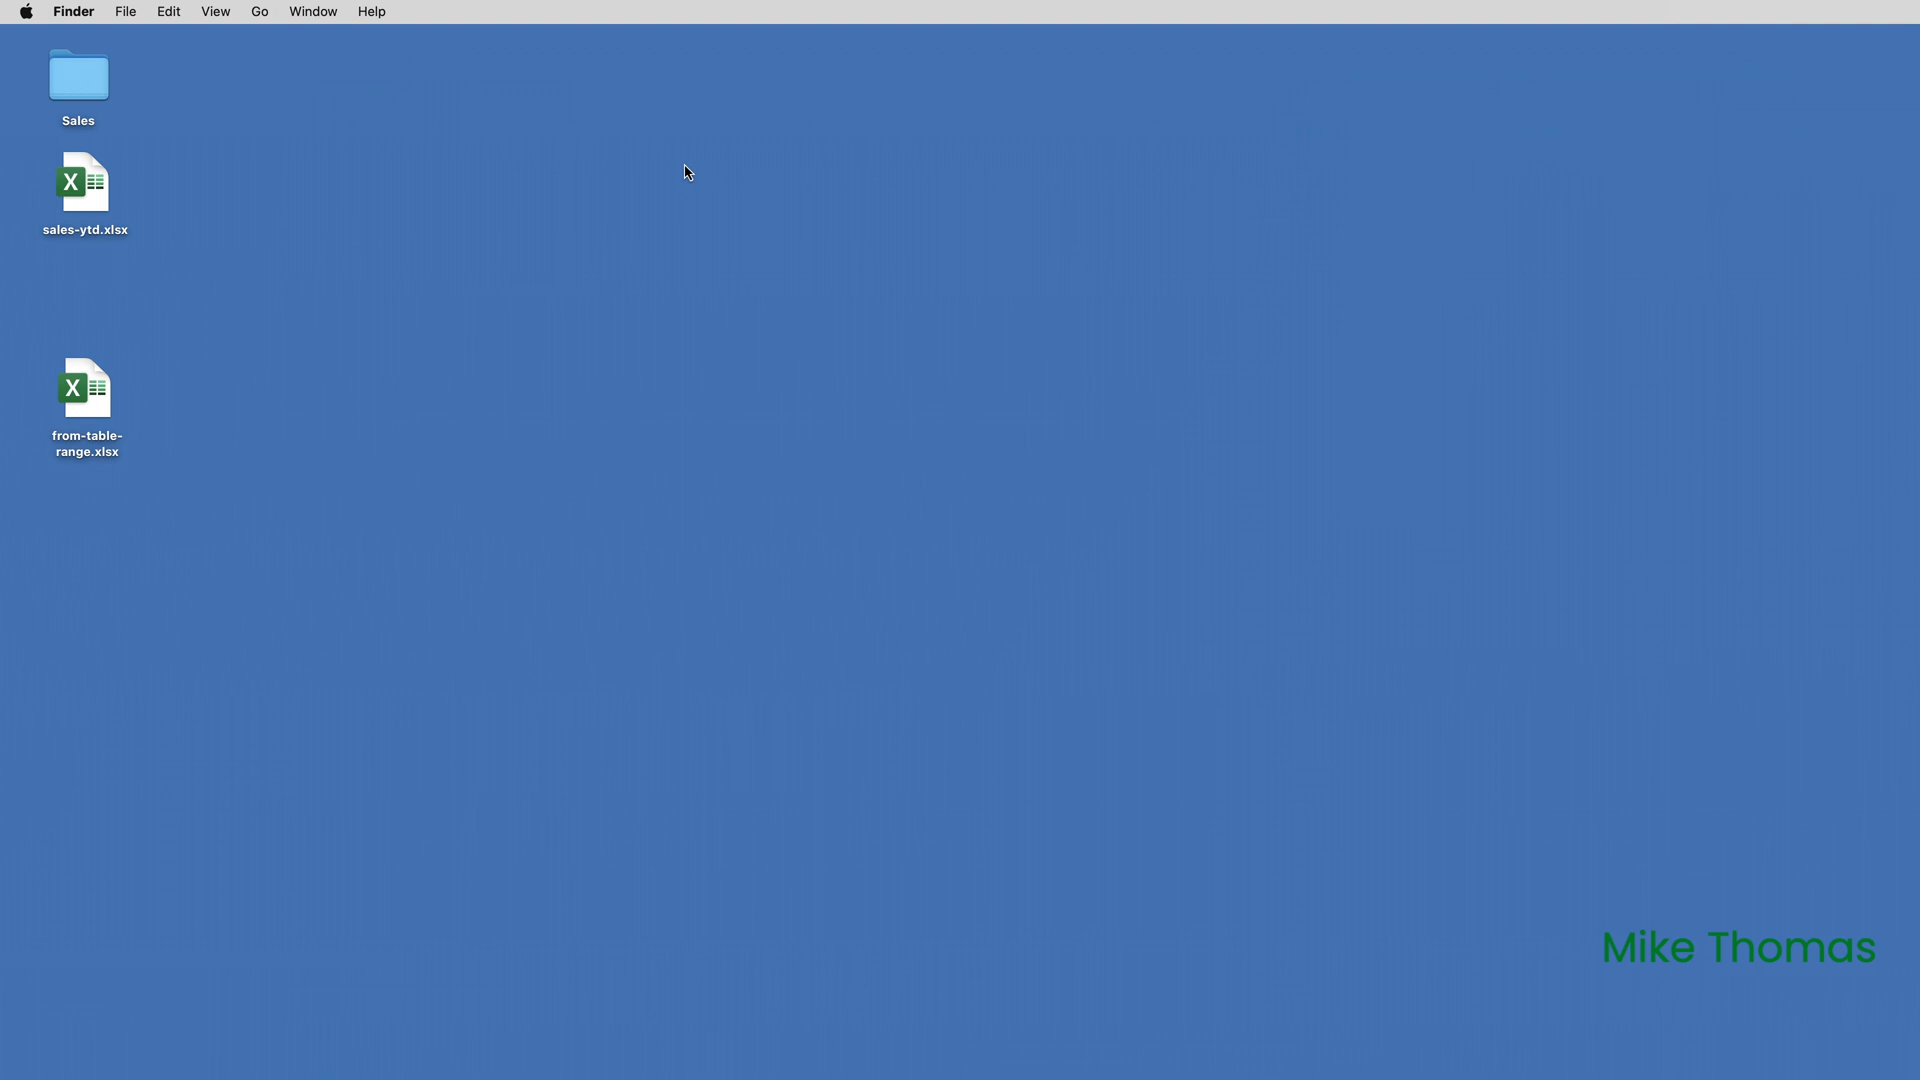 Finder File Edit View Go Window Help
Sales
sales-ytd.xlsx
from-table-
range.xlsx
Mike Thomas